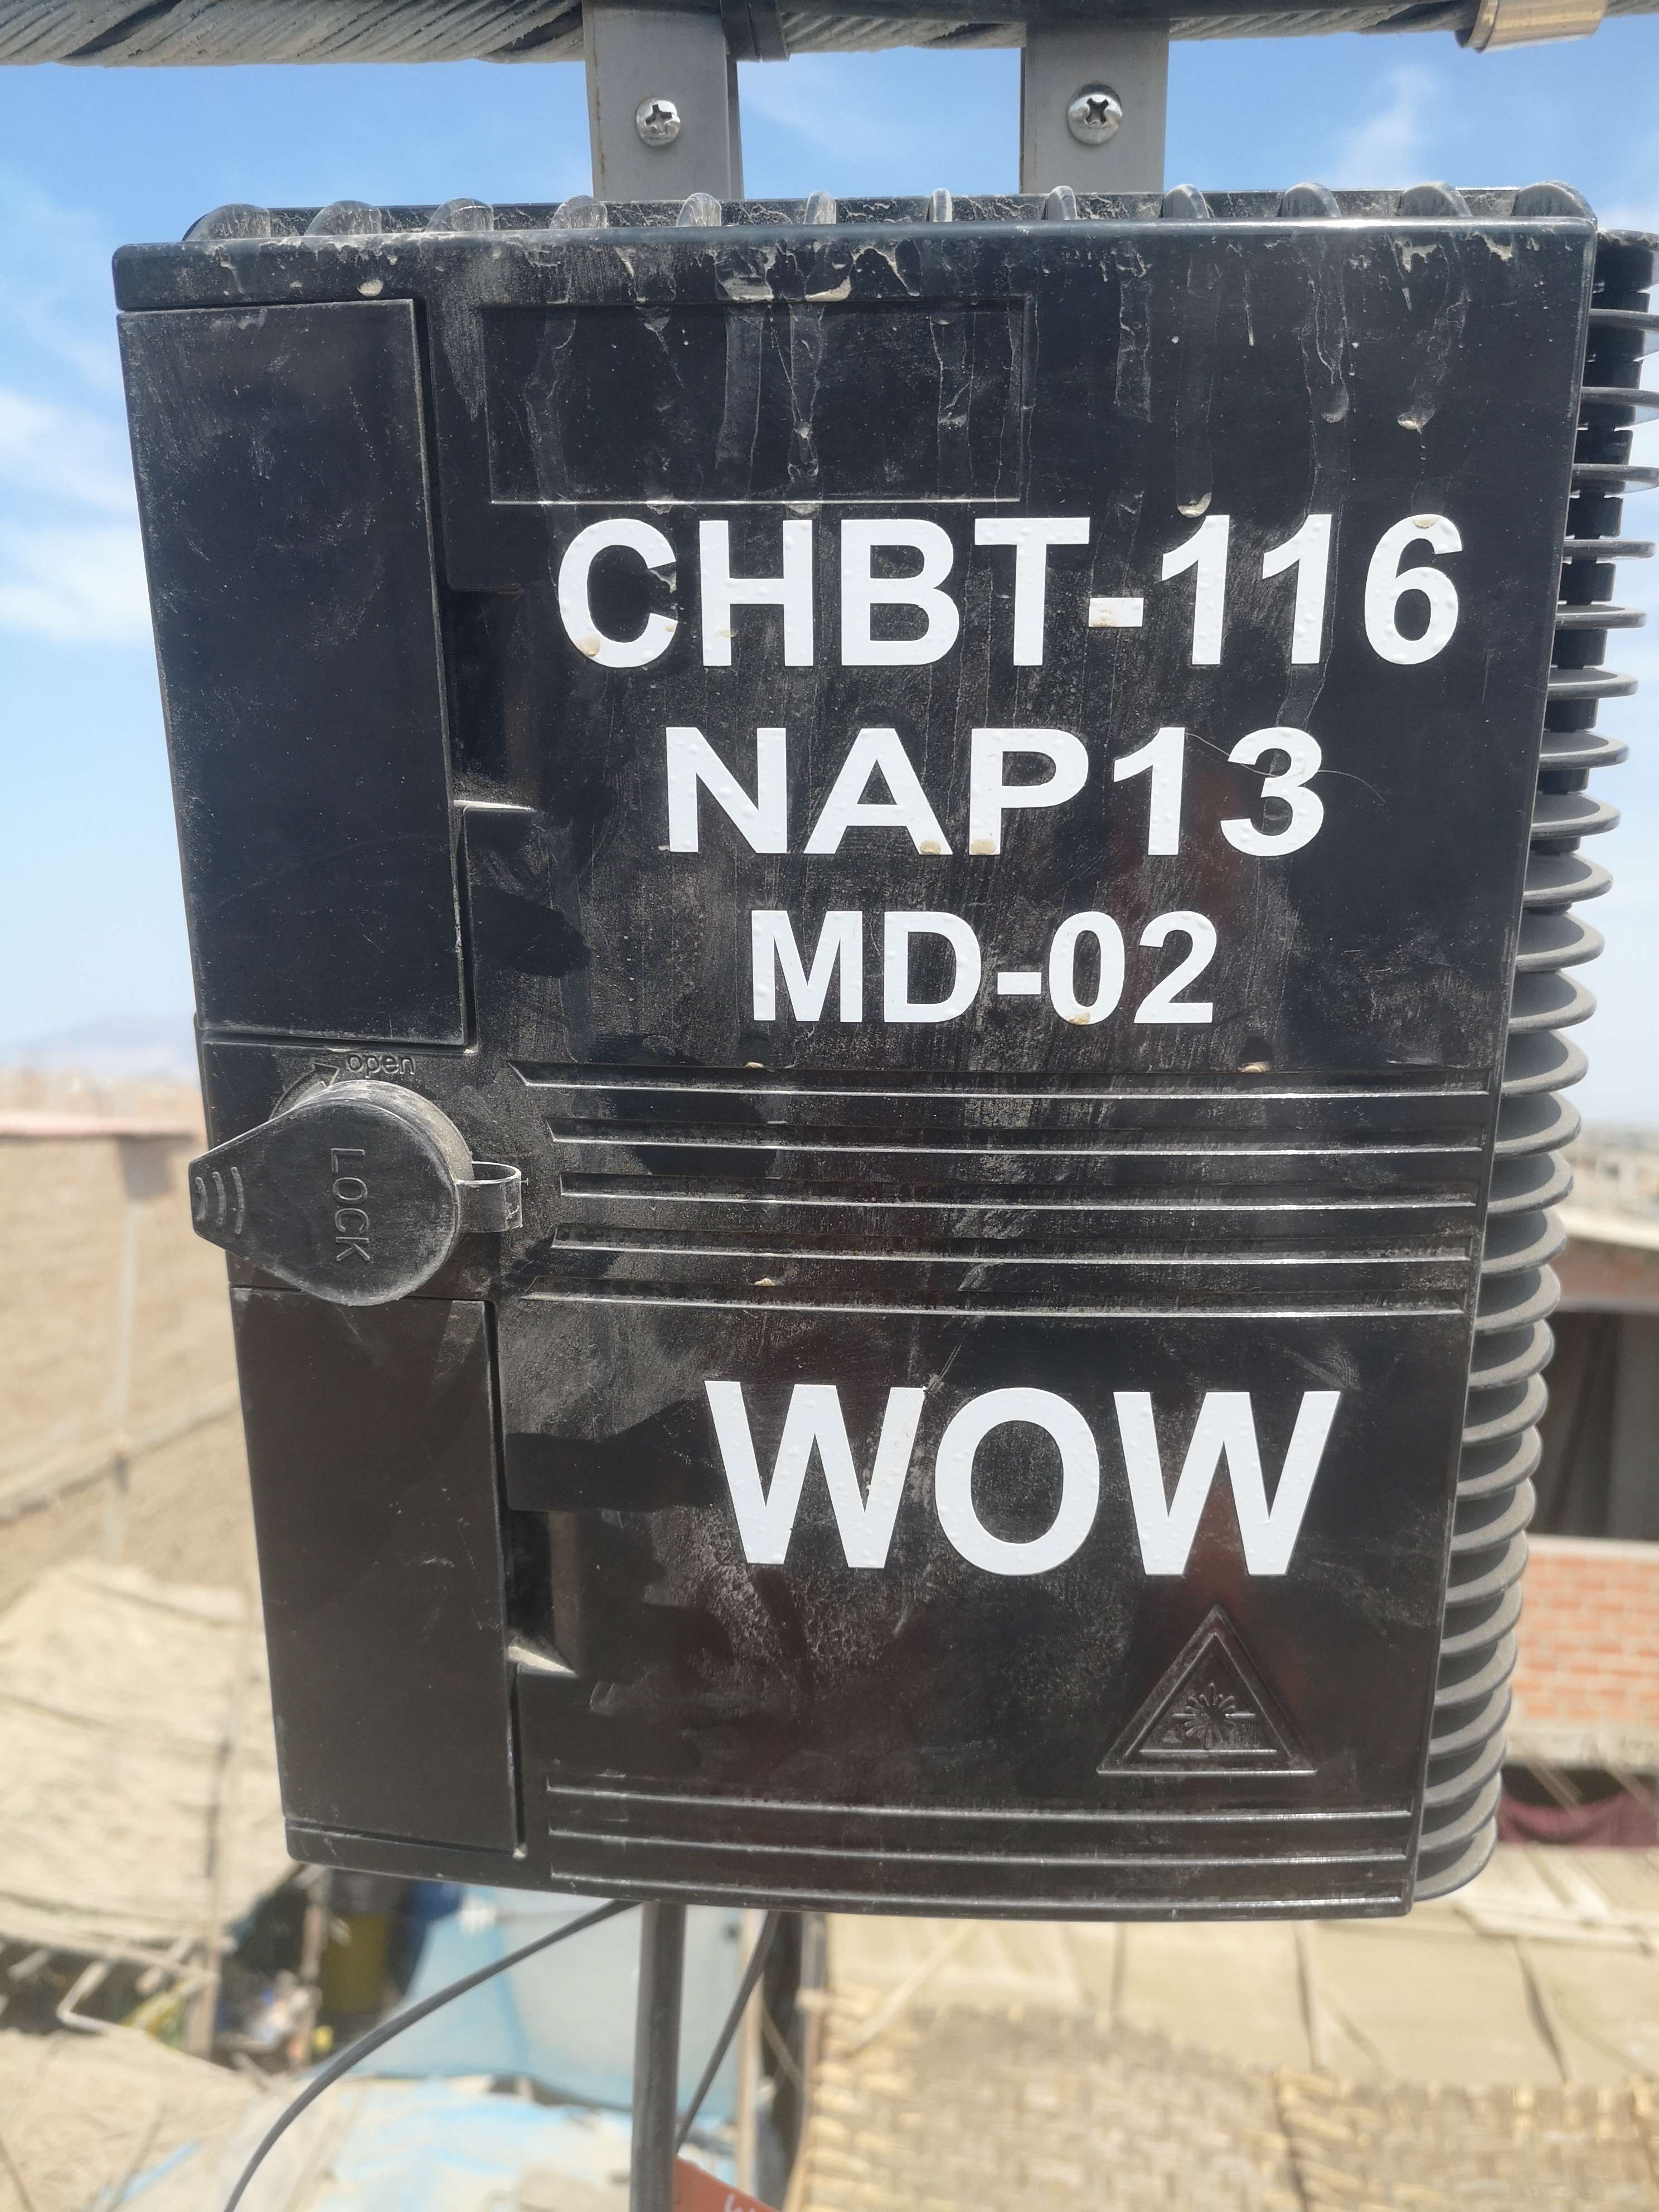 CHBT-116
NAP13
MD-02
open
LOCK
WOW